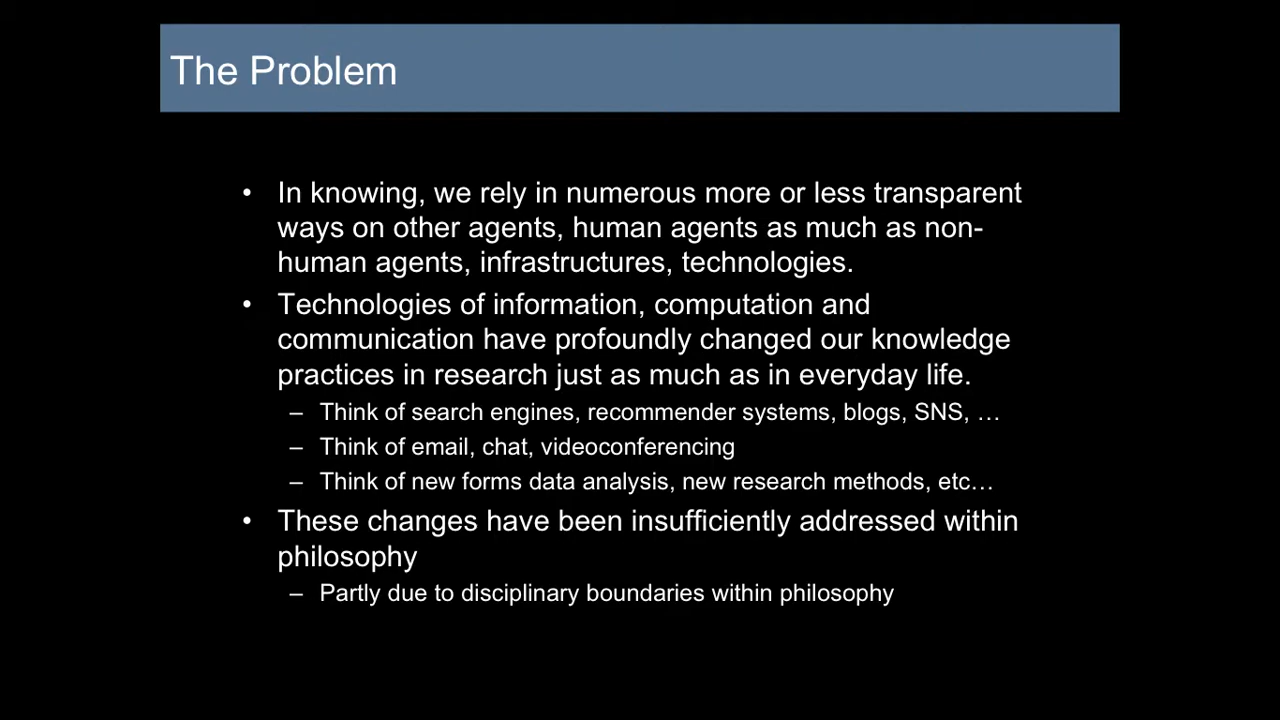 The Problem
• In knowing, we rely in numerous more or less transparent
ways on other agents, human agents as much as non-
human agents, infrastructures, technologies.
• Technologies of information, computation and
communication have profoundly changed our knowledge
practices in research just as much as in everyday life.
– Think of search engines, recommender systems, blogs, SNS, …
– Think of email, chat, videoconferencing
– Think of new forms data analysis, new research methods, etc…
• These changes have been insufficiently addressed within
philosophy
– Partly due to disciplinary boundaries within philosophy